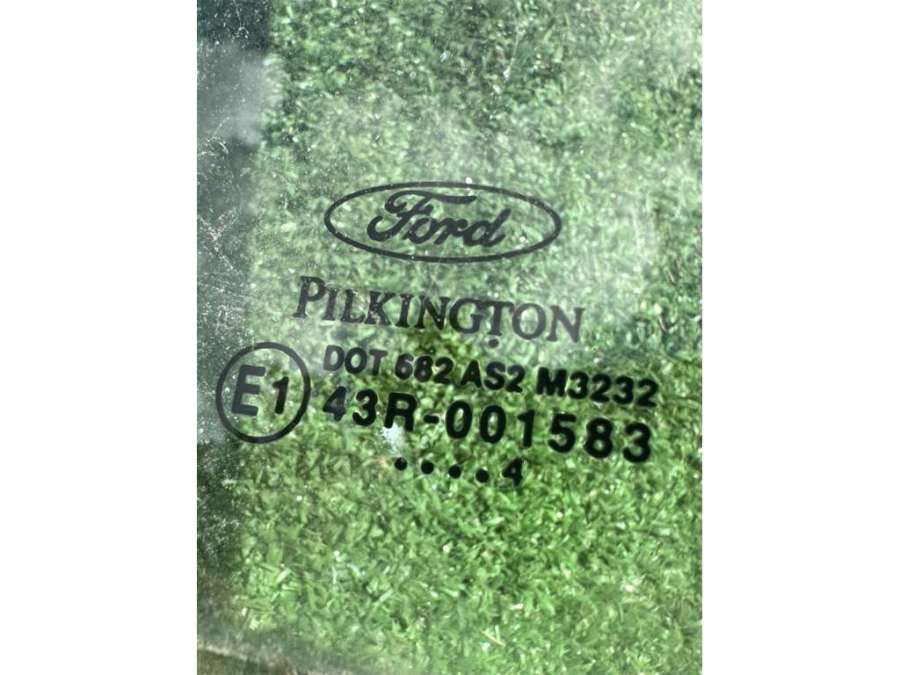 Ford
PILKINGTON
DOT 682 AS2 M3232
E1
43R-001583
....4